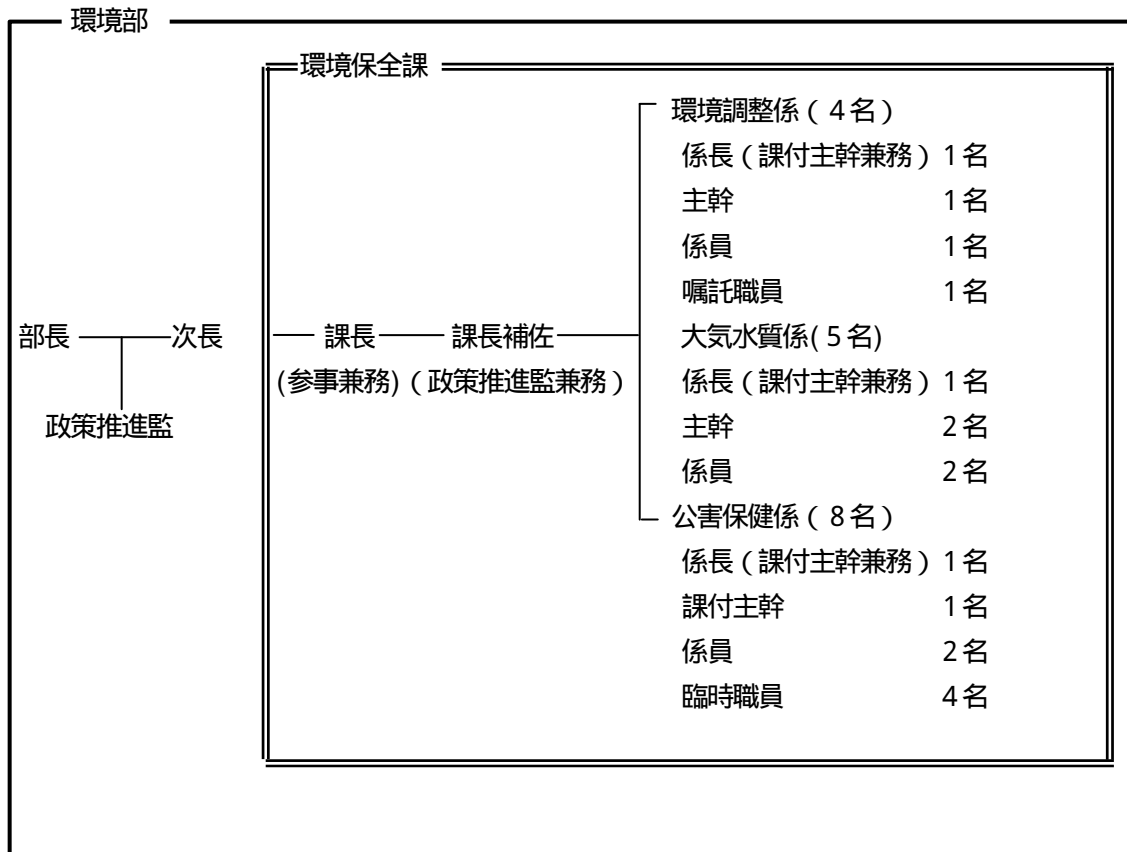 環境部
環境保全課
環境調整係(4名)
係長(課付主幹兼務)1名
主幹 1名
係員 1名
嘱託職員 1名
部長 次長 課長 課長補佐 大気水質係(5名)
(参事兼務)(政策推進監兼務) 係長(課付主幹兼務)1名
政策推進監 主幹 2名
係員 2名
公害保健係(8名)
係長(課付主幹兼務)1名
課付主幹 1名
係員 2名
臨時職員 4名